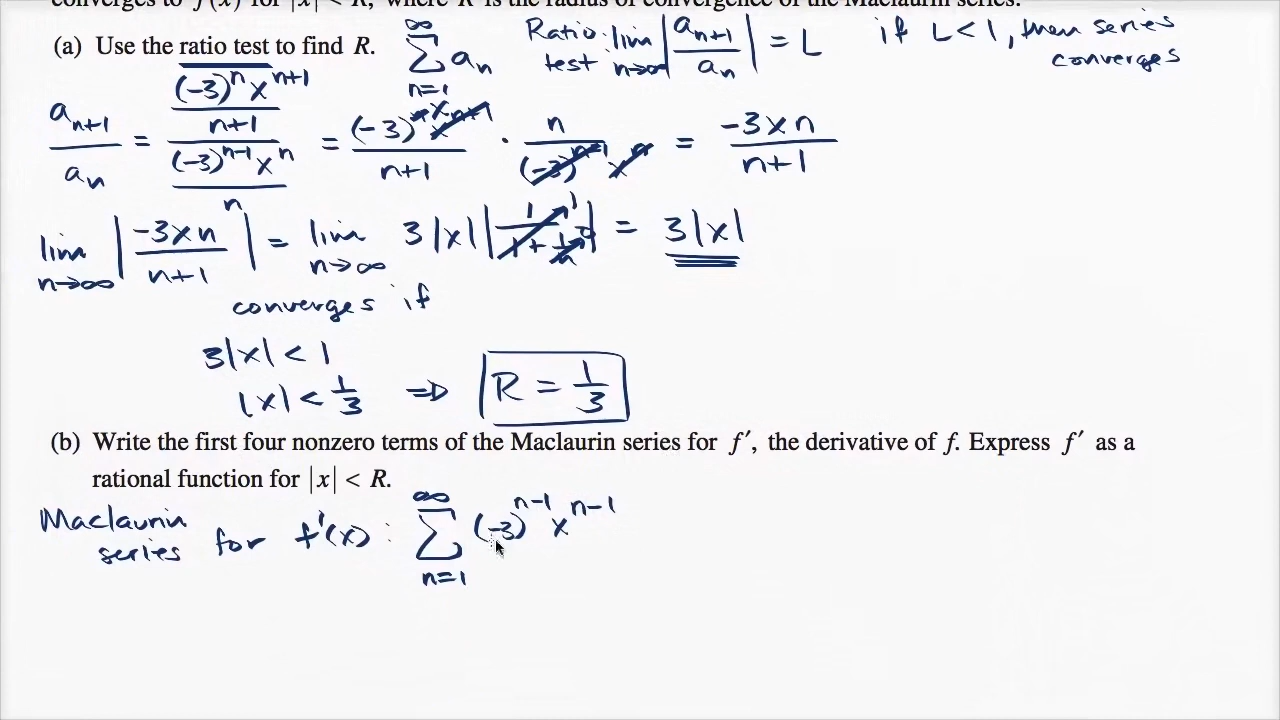 converges to f(x) for |x| < R, where R is the radius of convergence of the Maclaurin series.
(a) Use the ratio test to find R.
∞ ∑ n=1 aₙ
Ratio test: lim n→∞ |aₙ₊₁ / aₙ| = L
if L < 1, then series converges
aₙ₊₁ / aₙ = ((-3)ⁿ xⁿ⁺¹ / n+1) / ((-3)ⁿ⁻¹ xⁿ / n) = (-3)ⁿ xⁿ⁺¹ x / n+1 · n / (-3)ⁿ⁻¹ xⁿ = -3xn / n+1
lim n→∞ |-3xn / n+1| = lim n→∞ 3|x| |1 / 1 + 1/n| = 3|x|
converges if
3|x| < 1
|x| < 1/3 ⇒ R = 1/3
(b) Write the first four nonzero terms of the Maclaurin series for f′, the derivative of f. Express f′ as a
rational function for |x| < R.
Maclaurin series for f'(x): ∞ ∑ n=1 (-3)ⁿ⁻¹ xⁿ⁻¹